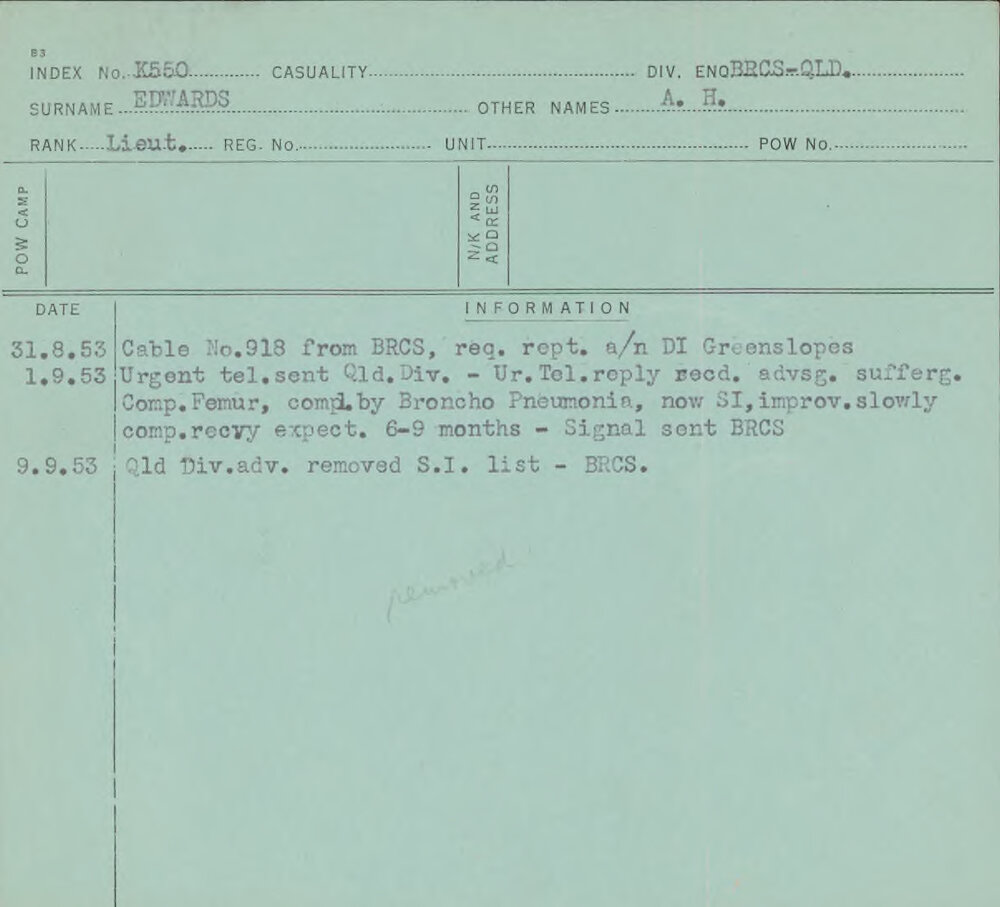 B3
INDEX No. K550 CASUALITY DIV. ENQ BRCS-QLD.
SURNAME EDWARDS OTHER NAMES A. H.
RANK Lieut. REG. No. UNIT POW No.
POW CAMP
N/K AND ADDRESS
DATE INFORMATION
31.8.53 Cable No.918 from BRCS, req. rept. a/n DI Greenslopes
1.9.53 Urgent tel.sent Qld.Div. - Ur.Tel.reply recd. advsg. sufferg.
Comp.Femur, compl.by Broncho Pneumonia, now SI,improv.slowly
comp.recvy expect. 6-9 months - Signal sent BRCS
9.9.53 Qld Div.adv. removed S.I. list - BRCS.
removed